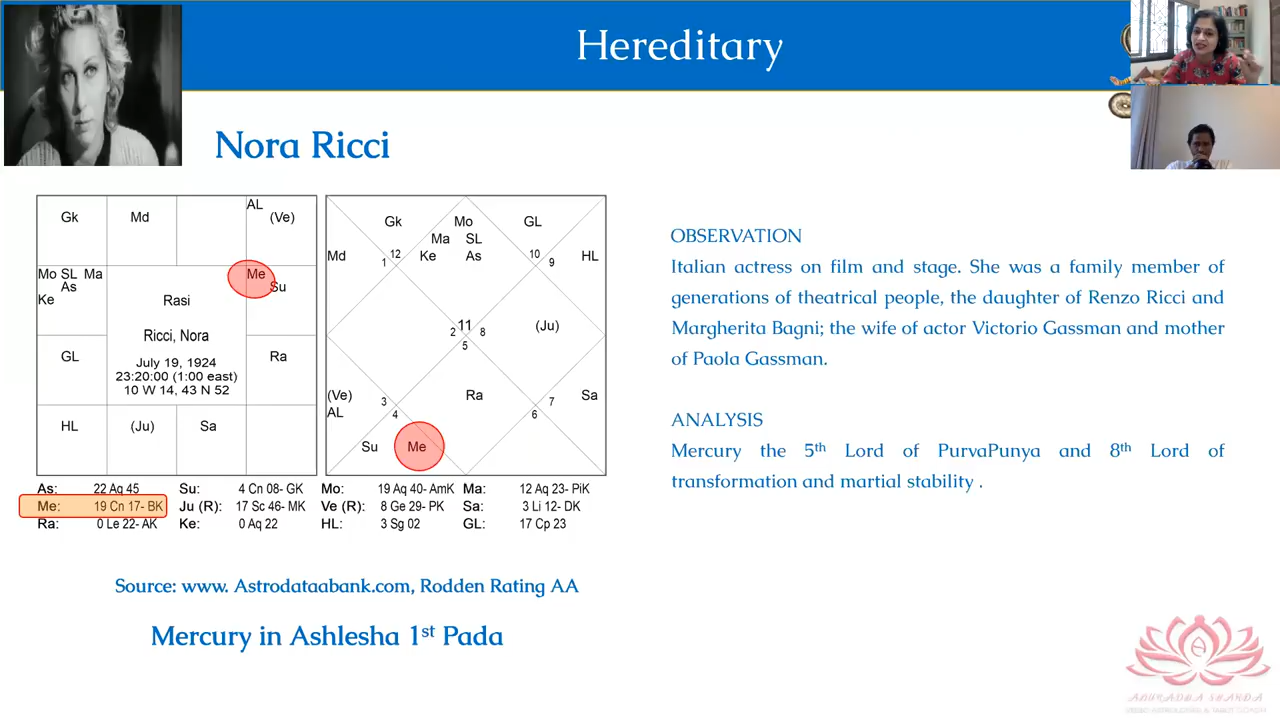 Hereditary
Nora Ricci
Gk
Md
AL
(Ve)
Mo SL Ma
As
Ke
Me
Su
Rasi
Ricci, Nora
July 19, 1924
23:20:00 (1:00 east)
10 W 14, 43 N 52
GL
Ra
HL
(Ju)
Sa
Gk
Mo
GL
Ma
SL
Md
1
12
Ke
As
10
9
HL
2
11
8
5
(Ju)
(Ve)
3
Ra
7
Sa
AL
4
6
Su
Me
As: 22 Aq 45 Su: 4 Cn 08- GK Mo: 19 Aq 40- AmK Ma: 12 Aq 23- PiK
Me: 19 Cn 17- BK Ju (R): 17 Sc 46- MK Ve (R): 8 Ge 29- PK Sa: 3 Li 12- DK
Ra: 0 Le 22- AK Ke: 0 Aq 22 HL: 3 Sg 02 GL: 17 Cp 23
Source: www. Astrodataabank.com, Rodden Rating AA
Mercury in Ashlesha 1st Pada
OBSERVATION
Italian actress on film and stage. She was a family member of
generations of theatrical people, the daughter of Renzo Ricci and
Margherita Bagni; the wife of actor Victorio Gassman and mother
of Paola Gassman.
ANALYSIS
Mercury the 5th Lord of PurvaPunya and 8th Lord of
transformation and martial stability .
ANURADHA SHARDA